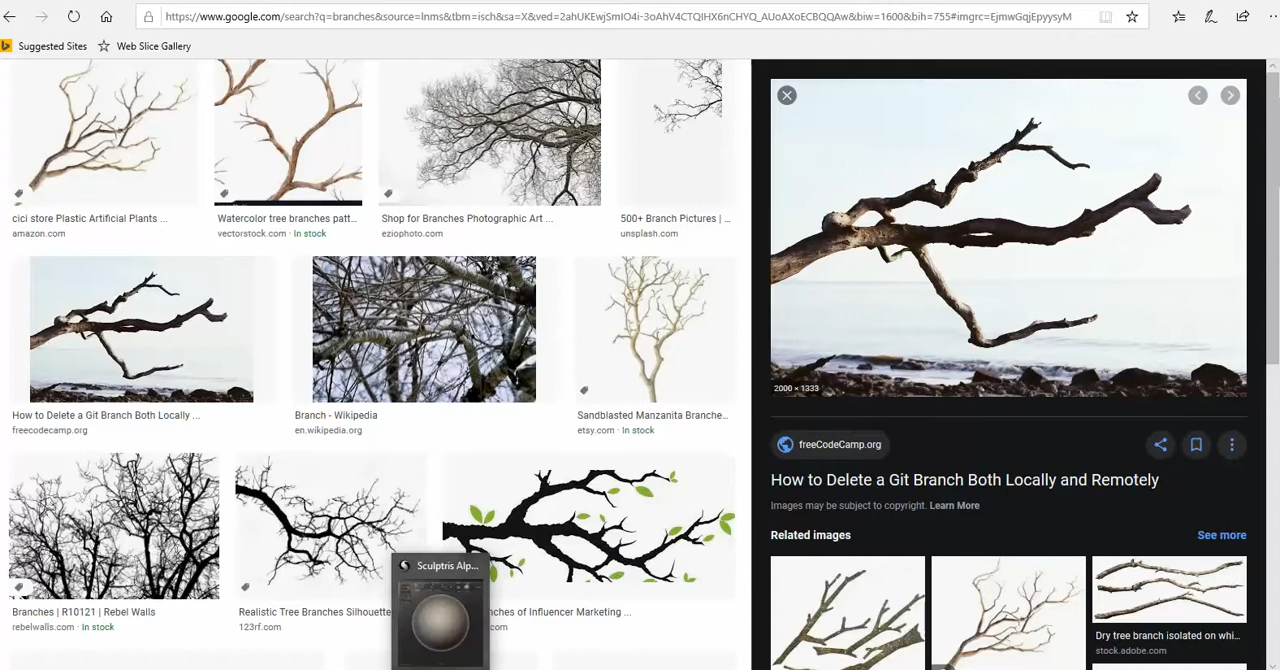 https://www.google.com/search?q=branches&source=lnms&tbm=isch&sa=X&ved=2ahUKEwjSmIO4i-3oAhV4CTQIHX6nCHYQ_AUoAXoECBQQAw&biw=1600&bih=755#imgrc=EjmwGqjEpyysyM
Suggested Sites
Web Slice Gallery
cici store Plastic Artificial Plants ...
amazon.com
Watercolor tree branches patt...
vectorstock.com · In stock
Shop for Branches Photographic Art ...
eziophoto.com
500+ Branch Pictures | ...
unsplash.com
How to Delete a Git Branch Both Locally ...
freecodecamp.org
Branch - Wikipedia
en.wikipedia.org
Sandblasted Manzanita Branche...
etsy.com · In stock
Branches | R10121 | Rebel Walls
rebelwalls.com · In stock
Realistic Tree Branches Silhouette
123rf.com
Sculptris Alp...
nches of Influencer Marketing ...
com
2000 × 1333
freeCodeCamp.org
How to Delete a Git Branch Both Locally and Remotely
Images may be subject to copyright. Learn More
Related images
See more
Dry tree branch isolated on whi...
stock.adobe.com